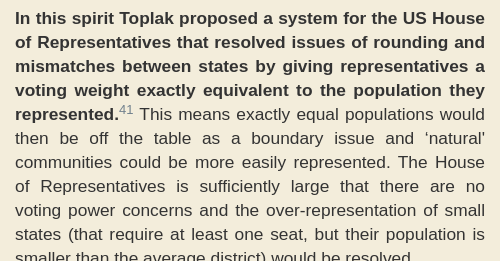 In this spirit Toplak proposed a system for the US House
of Representatives that resolved issues of rounding and
mismatches between states by giving representatives a
voting weight exactly equivalent to the population they
represented.41 This means exactly equal populations would
then be off the table as a boundary issue and ‘natural’
communities could be more easily represented. The House
of Representatives is sufficiently large that there are no
voting power concerns and the over-representation of small
states (that require at least one seat, but their population is
smaller than the average district) would be resolved.